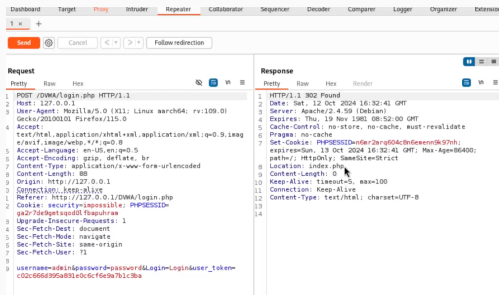 Dashboard Target Proxy Intruder Repeater Collaborator Sequencer Decoder Comparer Logger Organizer Extensio
1 ×
Send Cancel < > Follow redirection
Request
Pretty Raw Hex
1 POST /DVWA/login.php HTTP/1.1
2 Host: 127.0.0.1
3 User-Agent: Mozilla/5.0 (X11; Linux aarch64; rv:109.0)
Gecko/20100101 Firefox/115.0
4 Accept:
text/html,application/xhtml+xml,application/xml;q=0.9,imag
e/avif,image/webp,*/*;q=0.8
5 Accept-Language: en-US,en;q=0.5
6 Accept-Encoding: gzip, deflate, br
7 Content-Type: application/x-www-form-urlencoded
8 Content-Length: 88
9 Origin: http://127.0.0.1
0 Connection: keep-alive
1 Referer: http://127.0.0.1/DVWA/login.php
2 Cookie: security=impossible; PHPSESSID=
3 Upgrade-Insecure-Requests: 1
4 Sec-Fetch-Dest: document
5 Sec-Fetch-Mode: navigate
6 Sec-Fetch-Site: same-origin
7 Sec-Fetch-User: ?1
8
9 username=admin&password=password&Login=Login&user_token=
Response
Pretty Raw Hex Render
1 HTTP/1.1 302 Found
2 Date: Sat, 12 Oct 2024 16:32:41 GMT
3 Server: Apache/2.4.59 (Debian)
4 Expires: Thu, 19 Nov 1981 08:52:00 GMT
5 Cache-Control: no-store, no-cache, must-revalidate
6 Pragma: no-cache
7 Set-Cookie:
expires=Sun, 13 Oct 2024 16:32:41 GMT; Max-Age=86400;
path=/; HttpOnly; SameSite=Strict
8 Location: index.php
9 Content-Length: 0
10 Keep-Alive: timeout=5, max=100
11 Connection: Keep-Alive
12 Content-Type: text/html; charset=UTF-8
13
14